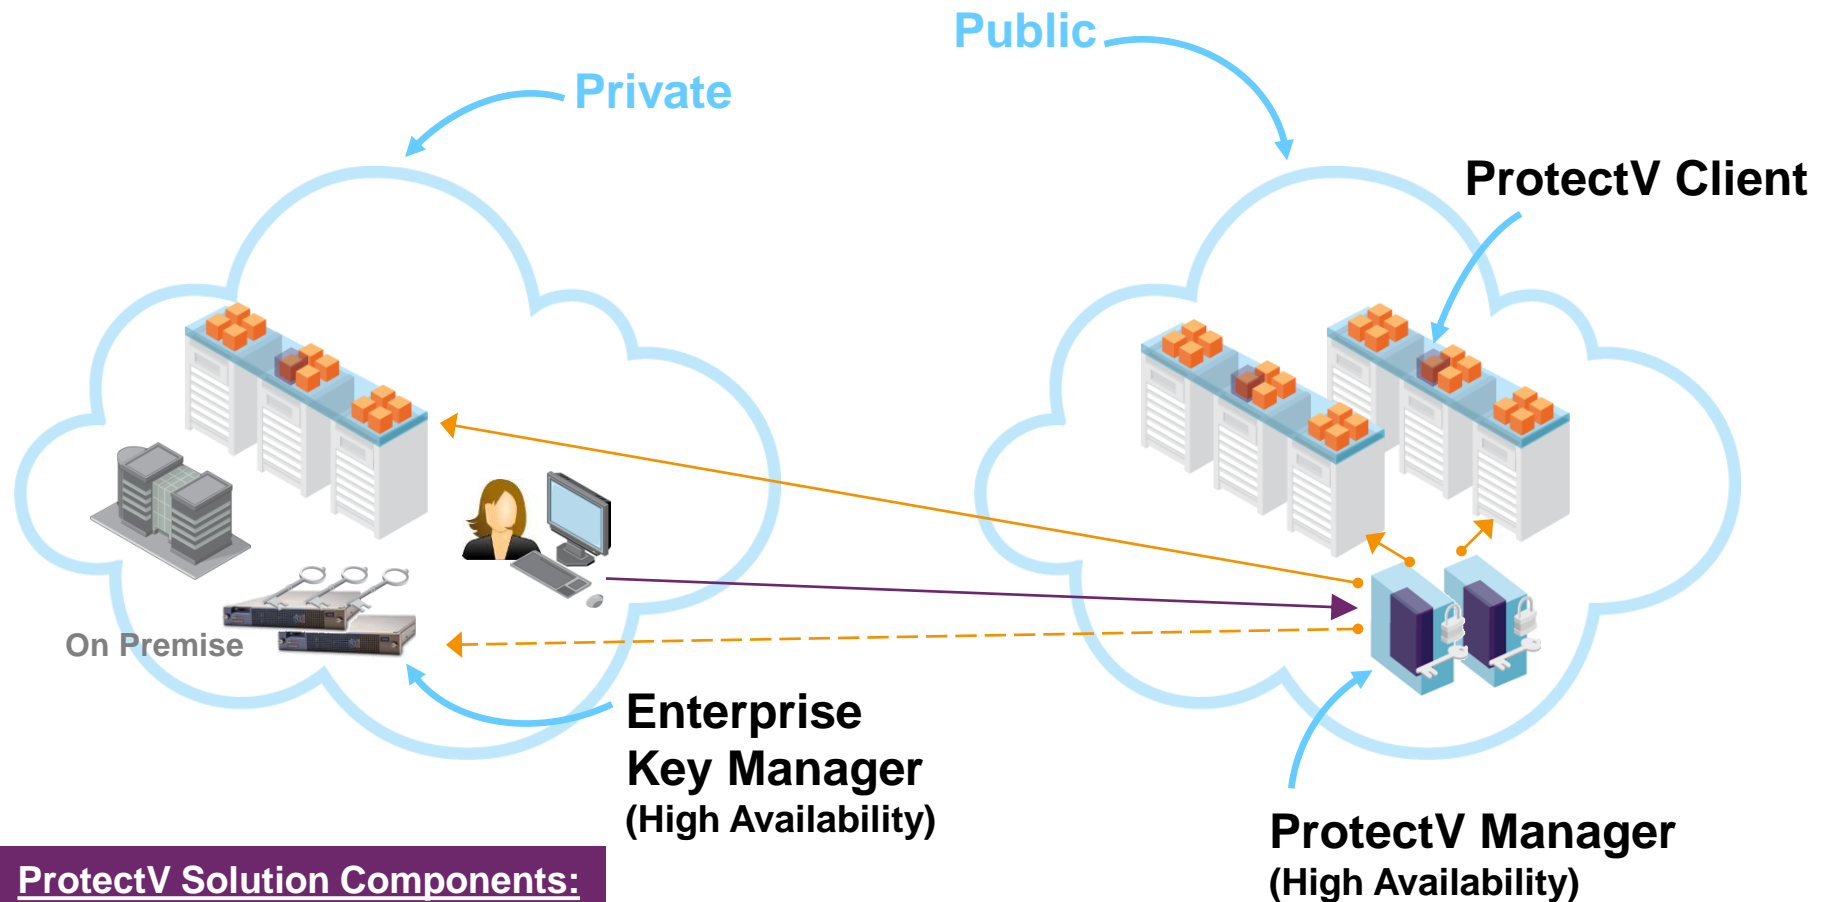 Public
Private
ProtectV Client
On Premise
Enterprise
Key Manager
(High Availability)
ProtectV Manager
(High Availability)
ProtectV Solution Components: